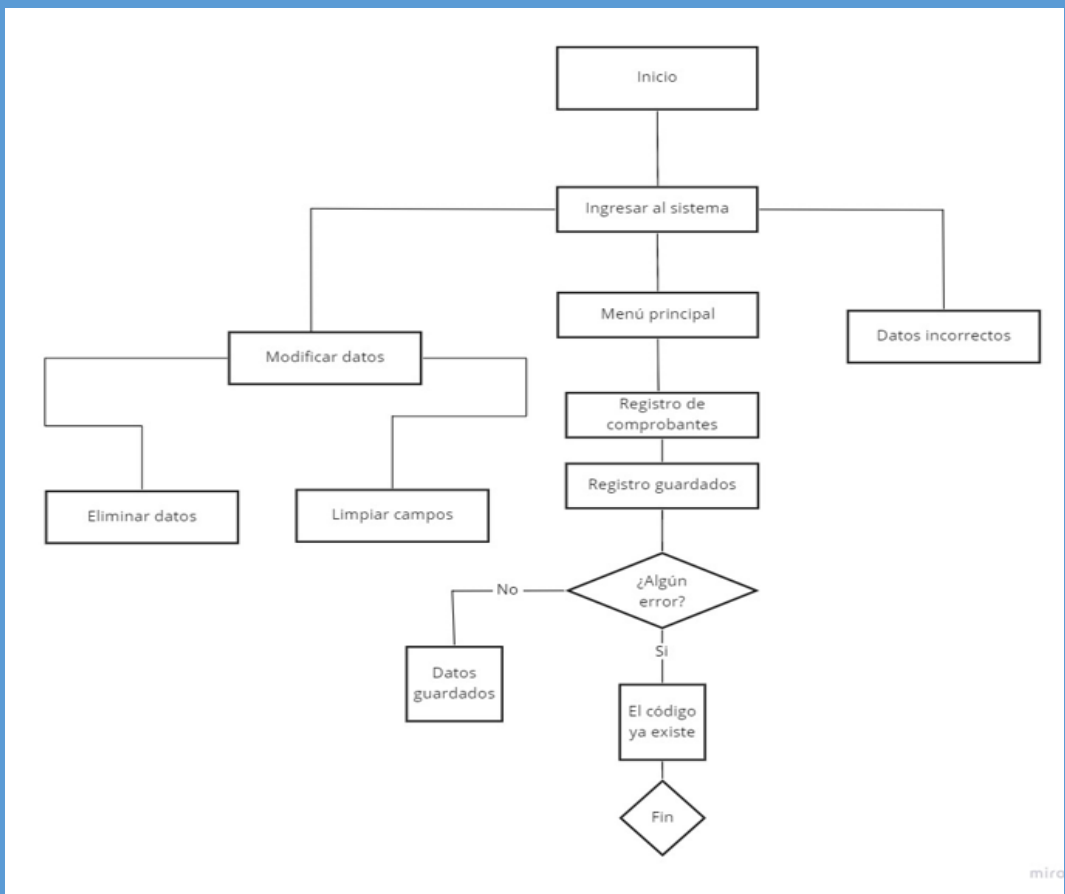 Inicio
Ingresar al sistema
Menú principal
Datos incorrectos
Modificar datos
Registro de
comprobantes
Registro guardados
Eliminar datos
Limpiar campos
¿Algún
error?
No
Si
Datos
guardados
El código
ya existe
Fin
miro